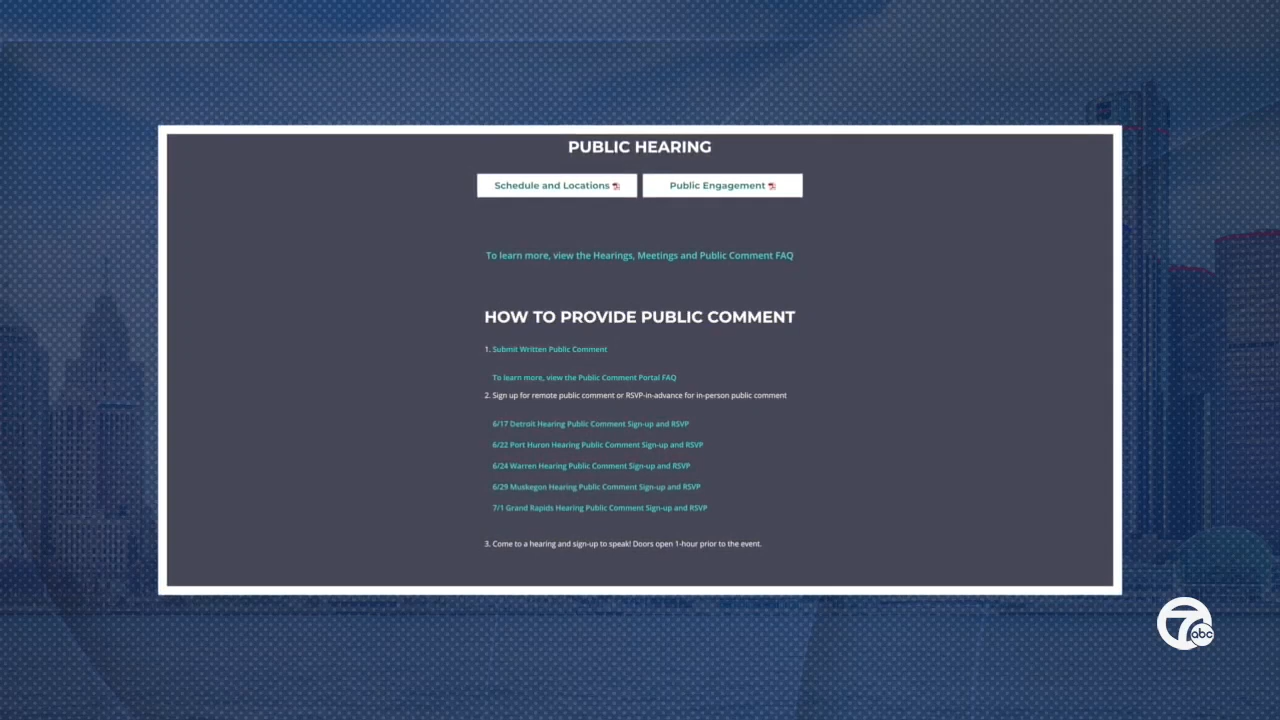 PUBLIC HEARING
Schedule and Locations
Public Engagement
To learn more, view the Hearings, Meetings and Public Comment FAQ
HOW TO PROVIDE PUBLIC COMMENT
1. Submit Written Public Comment
To learn more, view the Public Comment Portal FAQ
2. Sign up for remote public comment or RSVP-in-advance for in-person public comment
6/17 Detroit Hearing Public Comment Sign-up and RSVP
6/22 Port Huron Hearing Public Comment Sign-up and RSVP
6/24 Warren Hearing Public Comment Sign-up and RSVP
6/29 Muskegon Hearing Public Comment Sign-up and RSVP
7/1 Grand Rapids Hearing Public Comment Sign-up and RSVP
3. Come to a hearing and sign-up to speak! Doors open 1-hour prior to the event.
7 abc